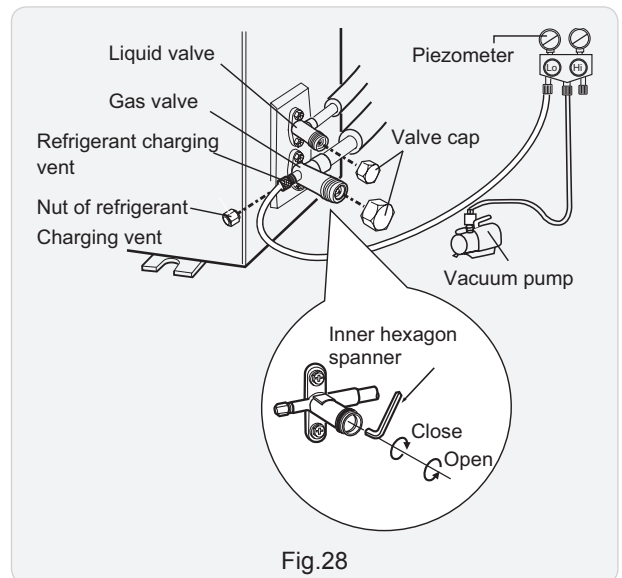 Liquid valve
Gas valve
Refrigerant charging
vent
Nut of refrigerant
Charging vent
Piezometer
Lo
Hi
Valve cap
Vacuum pump
Inner hexagon
spanner
Close
Open
Fig.28